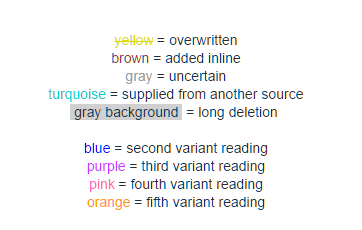 yellow = overwritten
brown = added inline
gray = uncertain
turquoise = supplied from another source
gray background = long deletion
blue = second variant reading
purple = third variant reading
pink = fourth variant reading
orange = fifth variant reading